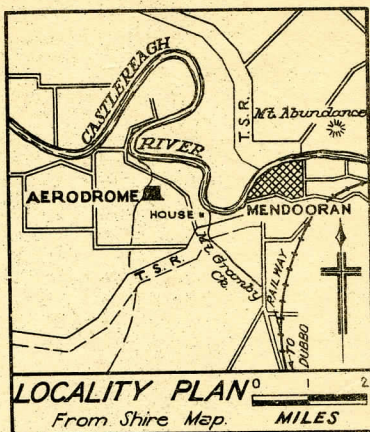 CASTLEREAGH
RIVER
T. S. R.
Mt. Abundance
AERODROME
HOUSE
MENDOORAN
T. S. R.
Mt. Granby
Ck.
RAILWAY
TO
DUBBO
LOCALITY PLAN
From Shire Map.
0 1 2
MILES